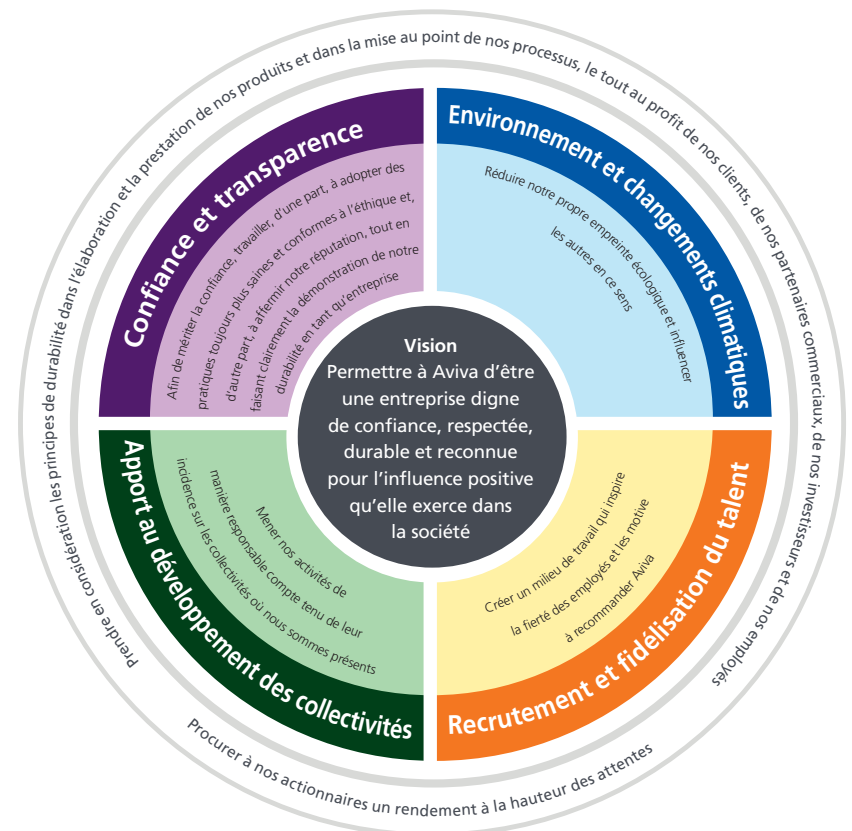 Prendre en considération les principes de durabilité dans l'élaboration et la prestation de nos produits et dans la mise au point de nos processus, le tout au profit de nos clients, de nos partenaires commerciaux, de nos investisseurs et de nos employés
Confiance et transparence
Afin de mériter la confiance, travailler, d'une part, à adopter des
pratiques toujours plus saines et conformes à l'éthique et,
d'autre part, à affermir notre réputation, tout en
faisant clairement la démonstration de notre
durabilité en tant qu'entreprise
Environnement et changements climatiques
Réduire notre propre empreinte écologique et influencer
les autres en ce sens
Vision
Permettre à Aviva d'être
une entreprise digne
de confiance, respectée,
durable et reconnue
pour l'influence positive
qu'elle exerce dans
la société
Apport au développement des collectivités
Mener nos activités de
manière responsable compte tenu de leur
incidence sur les collectivités où nous sommes présents
Recrutement et fidélisation du talent
Créer un milieu de travail qui inspire
la fierté des employés et les motive
à recommander Aviva
Procurer à nos actionnaires un rendement à la hauteur des attentes